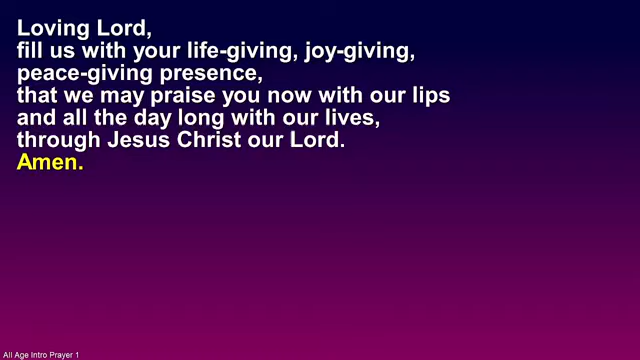 Loving Lord,
fill us with your life-giving, joy-giving,
peace-giving presence,
that we may praise you now with our lips
and all the day long with our lives,
through Jesus Christ our Lord.
Amen.
All Age Intro Prayer 1